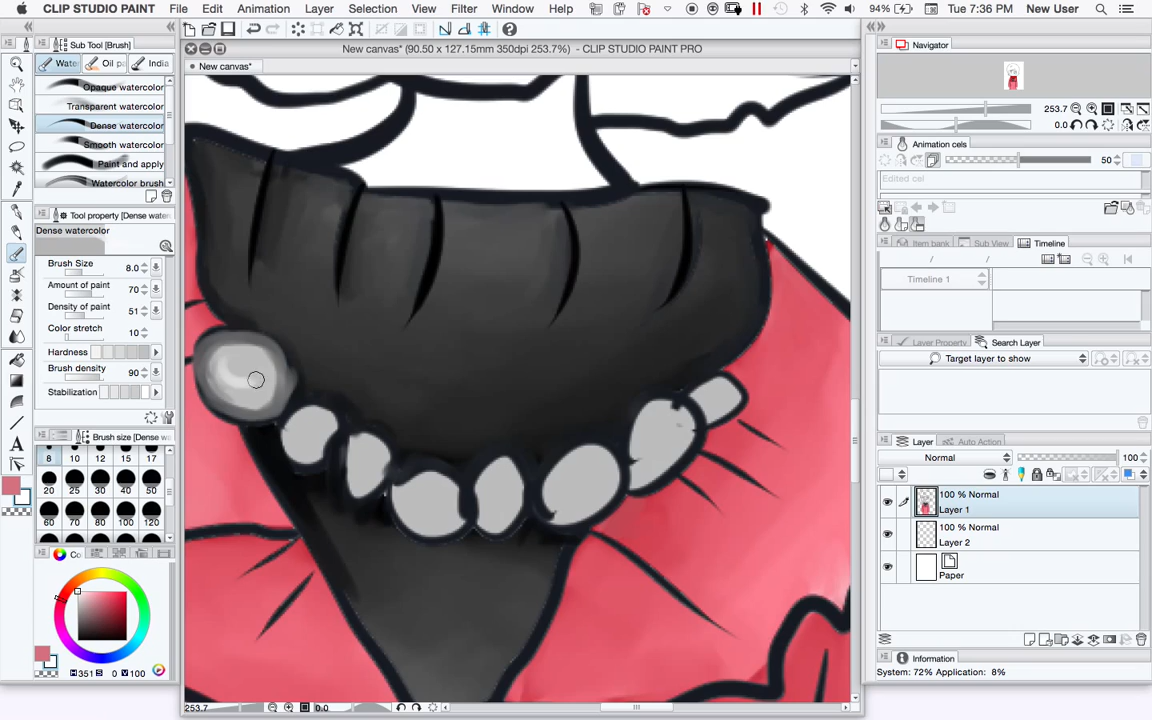 CLIP STUDIO PAINT File Edit Animation Layer Selection View Filter Window Help 94% Tue 7:36 PM New User
New canvas* (90.50 x 127.15mm 350dpi 253.7%) - CLIP STUDIO PAINT PRO
New canvas*
Sub Tool [Brush]
Water Oil p India
Opaque watercolor
Transparent watercolor
Dense watercolor
Smooth watercolor
Paint and apply
Watercolor brush
Tool property [Dense water
Dense watercolor
Brush Size 8.0
Amount of paint 70
Density of paint 51
Color stretch 10
Hardness
Brush density 90
Stabilization
Brush size [Dense w
8 10 12 15 17
20 25 30 40 50
60 70 80 100 120
Co
H 351 S 0 V 100
253.7 0.0
Navigator
253.7
0.0
Animation cels
50
Edited cel
Item bank Sub View Timeline
Timeline 1
Layer Property Search Layer
Target layer to show
Layer Auto Action
Normal 100
100 % Normal
Layer 1
100 % Normal
Layer 2
Paper
Information
System: 72% Application: 8%